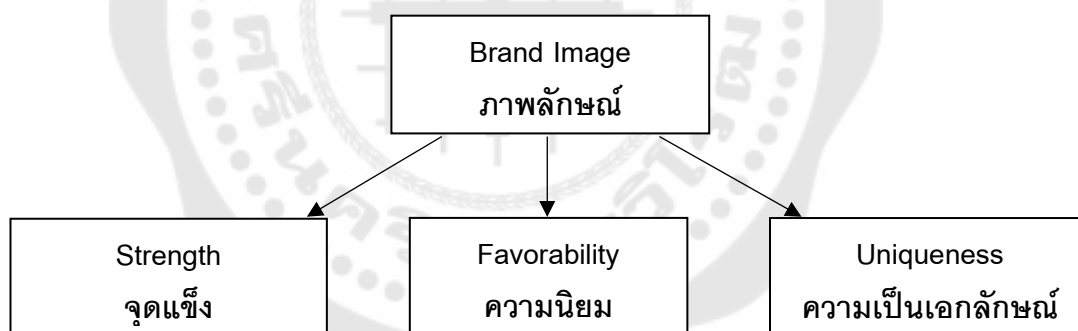 Brand Image
ภาพลักษณ์
Strength
จุดแข็ง
Favorability
ความนิยม
Uniqueness
ความเป็นเอกลักษณ์